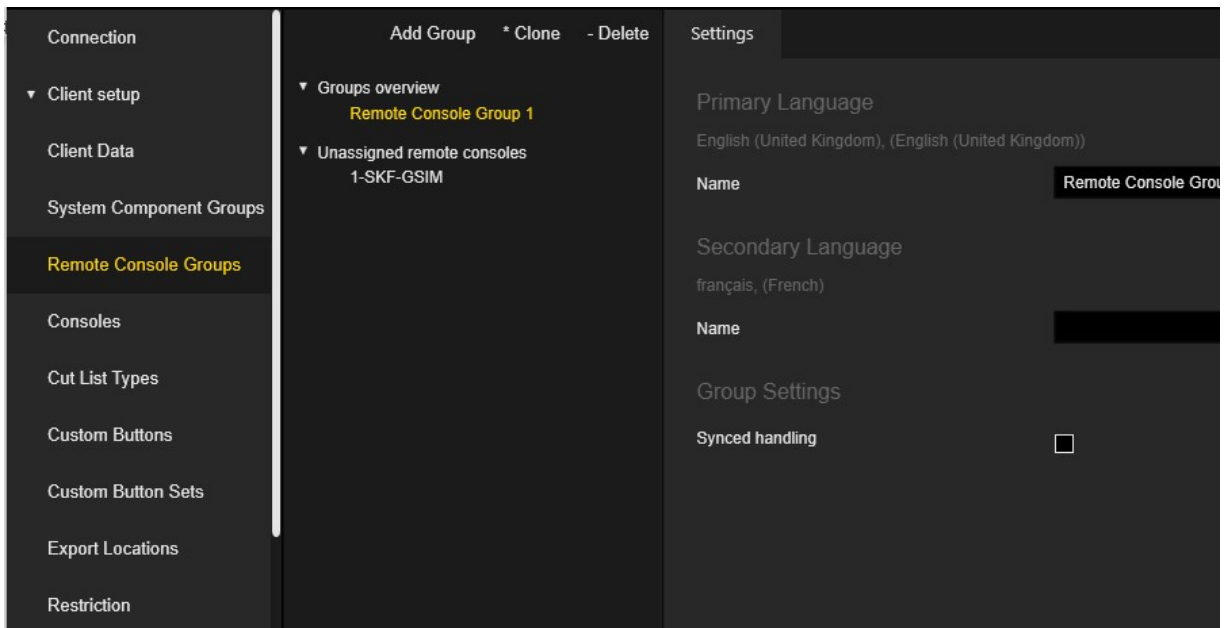 Connection
▼ Client setup
Client Data
System Component Groups
Remote Console Groups
Consoles
Cut List Types
Custom Buttons
Custom Button Sets
Export Locations
Restriction
Add Group * Clone - Delete
▼ Groups overview
Remote Console Group 1
▼ Unassigned remote consoles
1-SKF-GSIM
Settings
Primary Language
English (United Kingdom), (English (United Kingdom))
Name Remote Console Grou
Secondary Language
français, (French)
Name
Group Settings
Synced handling